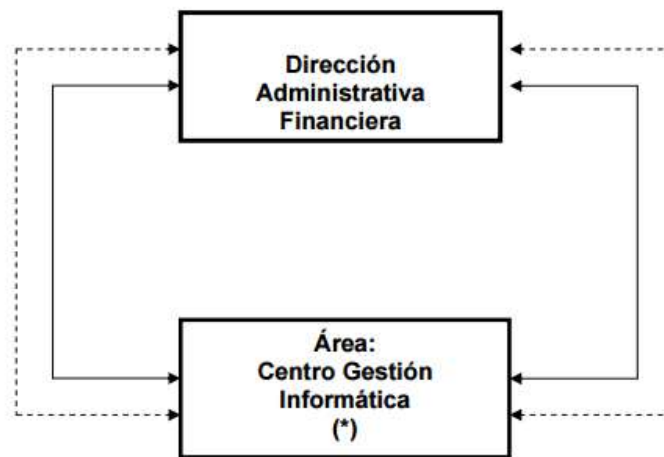 Dirección
Administrativa
Financiera
Área:
Centro Gestión
Informática
(*)